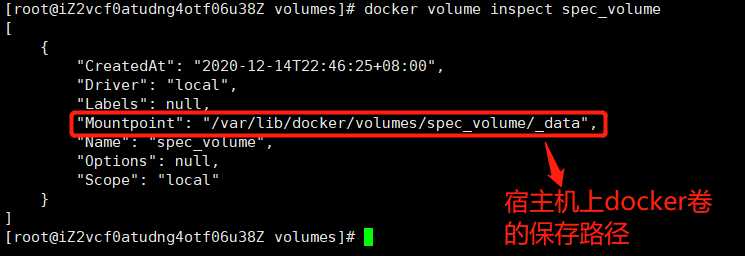 [root@iZ2vcf0atudng4otf06u38Z volumes]# docker volume inspect spec_volume
[
    {
        "CreatedAt": "2020-12-14T22:46:25+08:00",
        "Driver": "local",
        "Labels": null,
        "Mountpoint": "/var/lib/docker/volumes/spec_volume/_data",
        "Name": "spec_volume",
        "Options": null,
        "Scope": "local"
    }
]
[root@iZ2vcf0atudng4otf06u38Z volumes]#
宿主机上docker卷
的保存路径